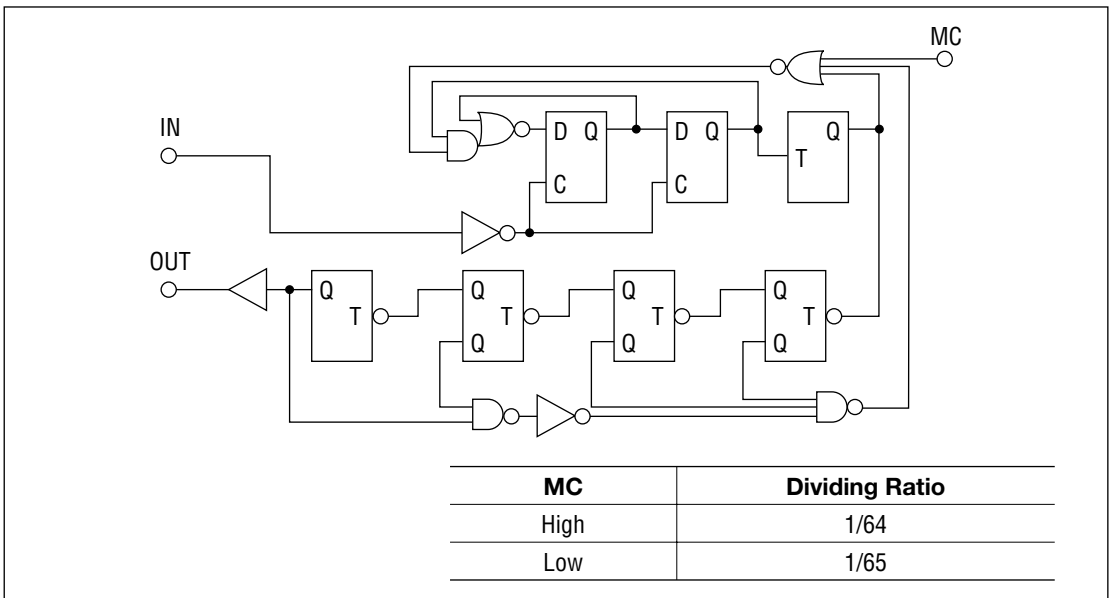 MC
IN
D Q
D Q
Q
T
C
C
OUT
Q
Q
Q
Q
T
T
T
T
Q
Q
Q
MC Dividing Ratio
High 1/64
Low 1/65